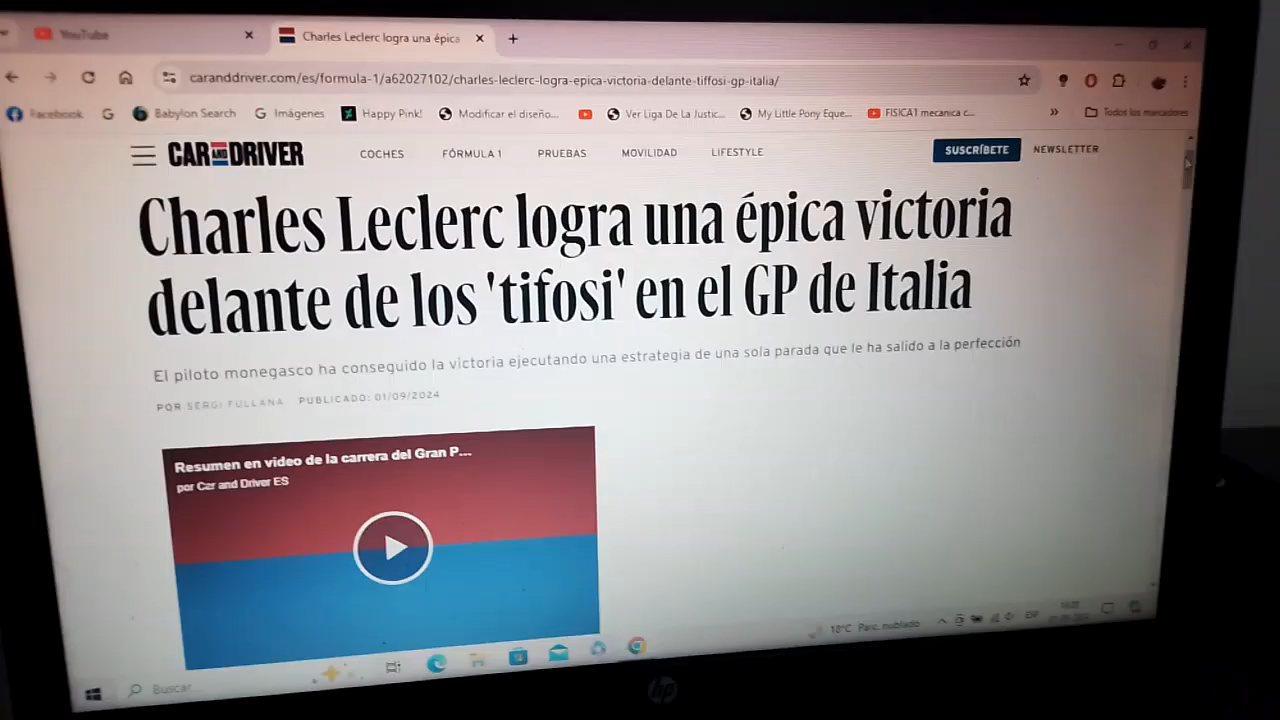 YouTube
Charles Leclerc logra una épica
caranddriver.com/es/formula-1/a62027102/charles-leclerc-logra-epica-victoria-delante-tiffosi-gp-italia/
Facebook
Babylon Search
Imágenes
Happy Pink!
Modificar el diseño...
Ver Liga De La Justic...
My Little Pony Eque...
FISICA1 mecanica c...
»
Todos los marcadores
CAR AND DRIVER
COCHES
FÓRMULA 1
PRUEBAS
MOVILIDAD
LIFESTYLE
SUSCRÍBETE
NEWSLETTER
Charles Leclerc logra una épica victoria
delante de los 'tifosi' en el GP de Italia
El piloto monegasco ha conseguido la victoria ejecutando una estrategia de una sola parada que le ha salido a la perfección
POR SERGI FULLANA PUBLICADO: 01/09/2024
Resumen en video de la carrera del Gran P...
por Car and Driver ES
18°C Parc. nublado
ESP
Buscar
hp